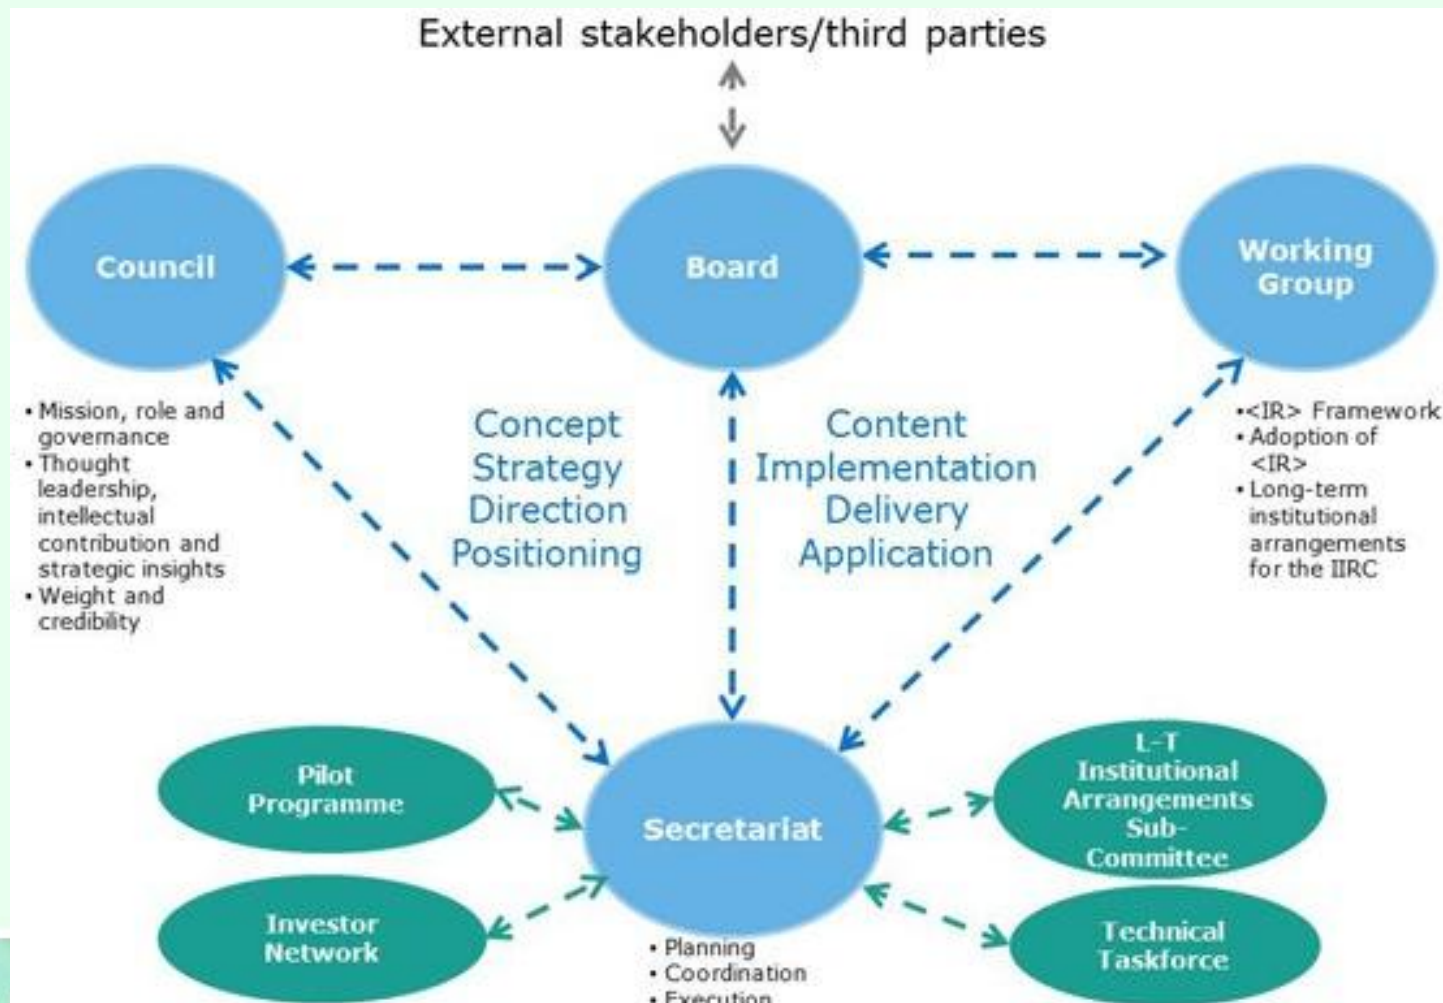 External stakeholders/third parties
Council
Board
Working
Group
• Mission, role and
governance
• Thought
leadership,
intellectual
contribution and
strategic insights
• Weight and
credibility
Concept
Strategy
Direction
Positioning
Content
Implementation
Delivery
Application
•<IR> Framework
• Adoption of
<IR>
• Long-term
institutional
arrangements
for the IIRC
Pilot
Programme
Investor
Network
Secretariat
L-T
Institutional
Arrangements
Sub-
Committee
Technical
Taskforce
• Planning
• Coordination
• Execution